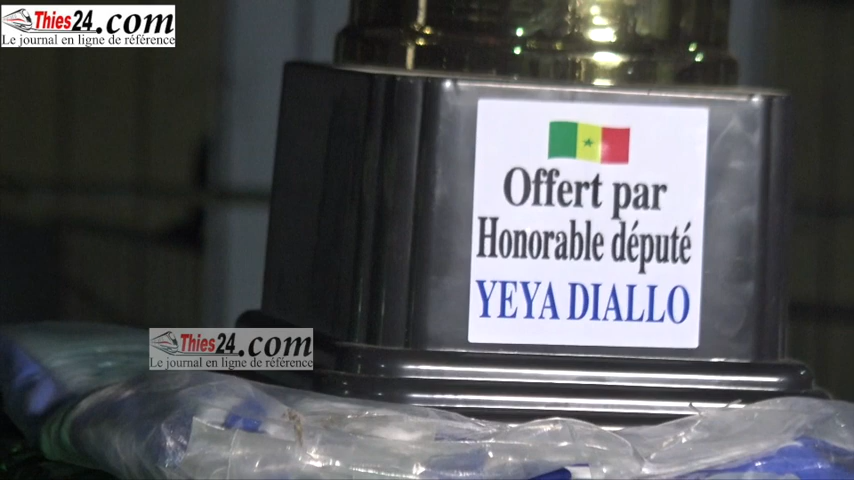 Thies24.com
Le journal en ligne de référence
Offert par
Honorable député
YEYA DIALLO
Thies24.com
Le journal en ligne de référence